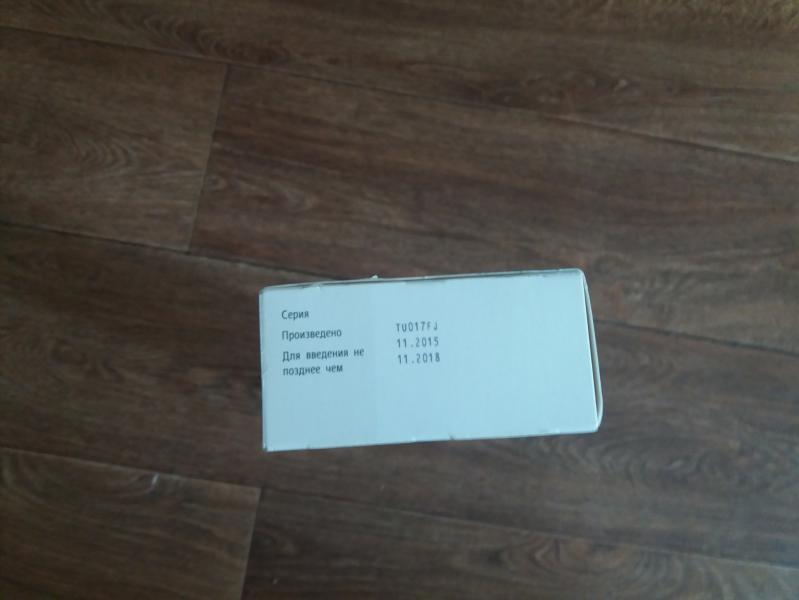 Серия TU017FJ
Произведено 11.2015
Для введения не 11.2018
позднее чем